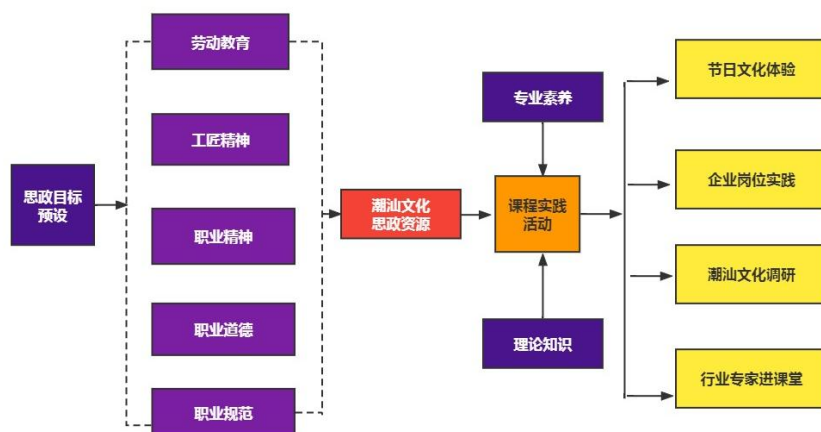 思政目标
预设
劳动教育
工匠精神
职业精神
职业道德
职业规范
潮汕文化
思政资源
专业素养
课程实践
活动
理论知识
节日文化体验
企业岗位实践
潮汕文化调研
行业专家进课堂